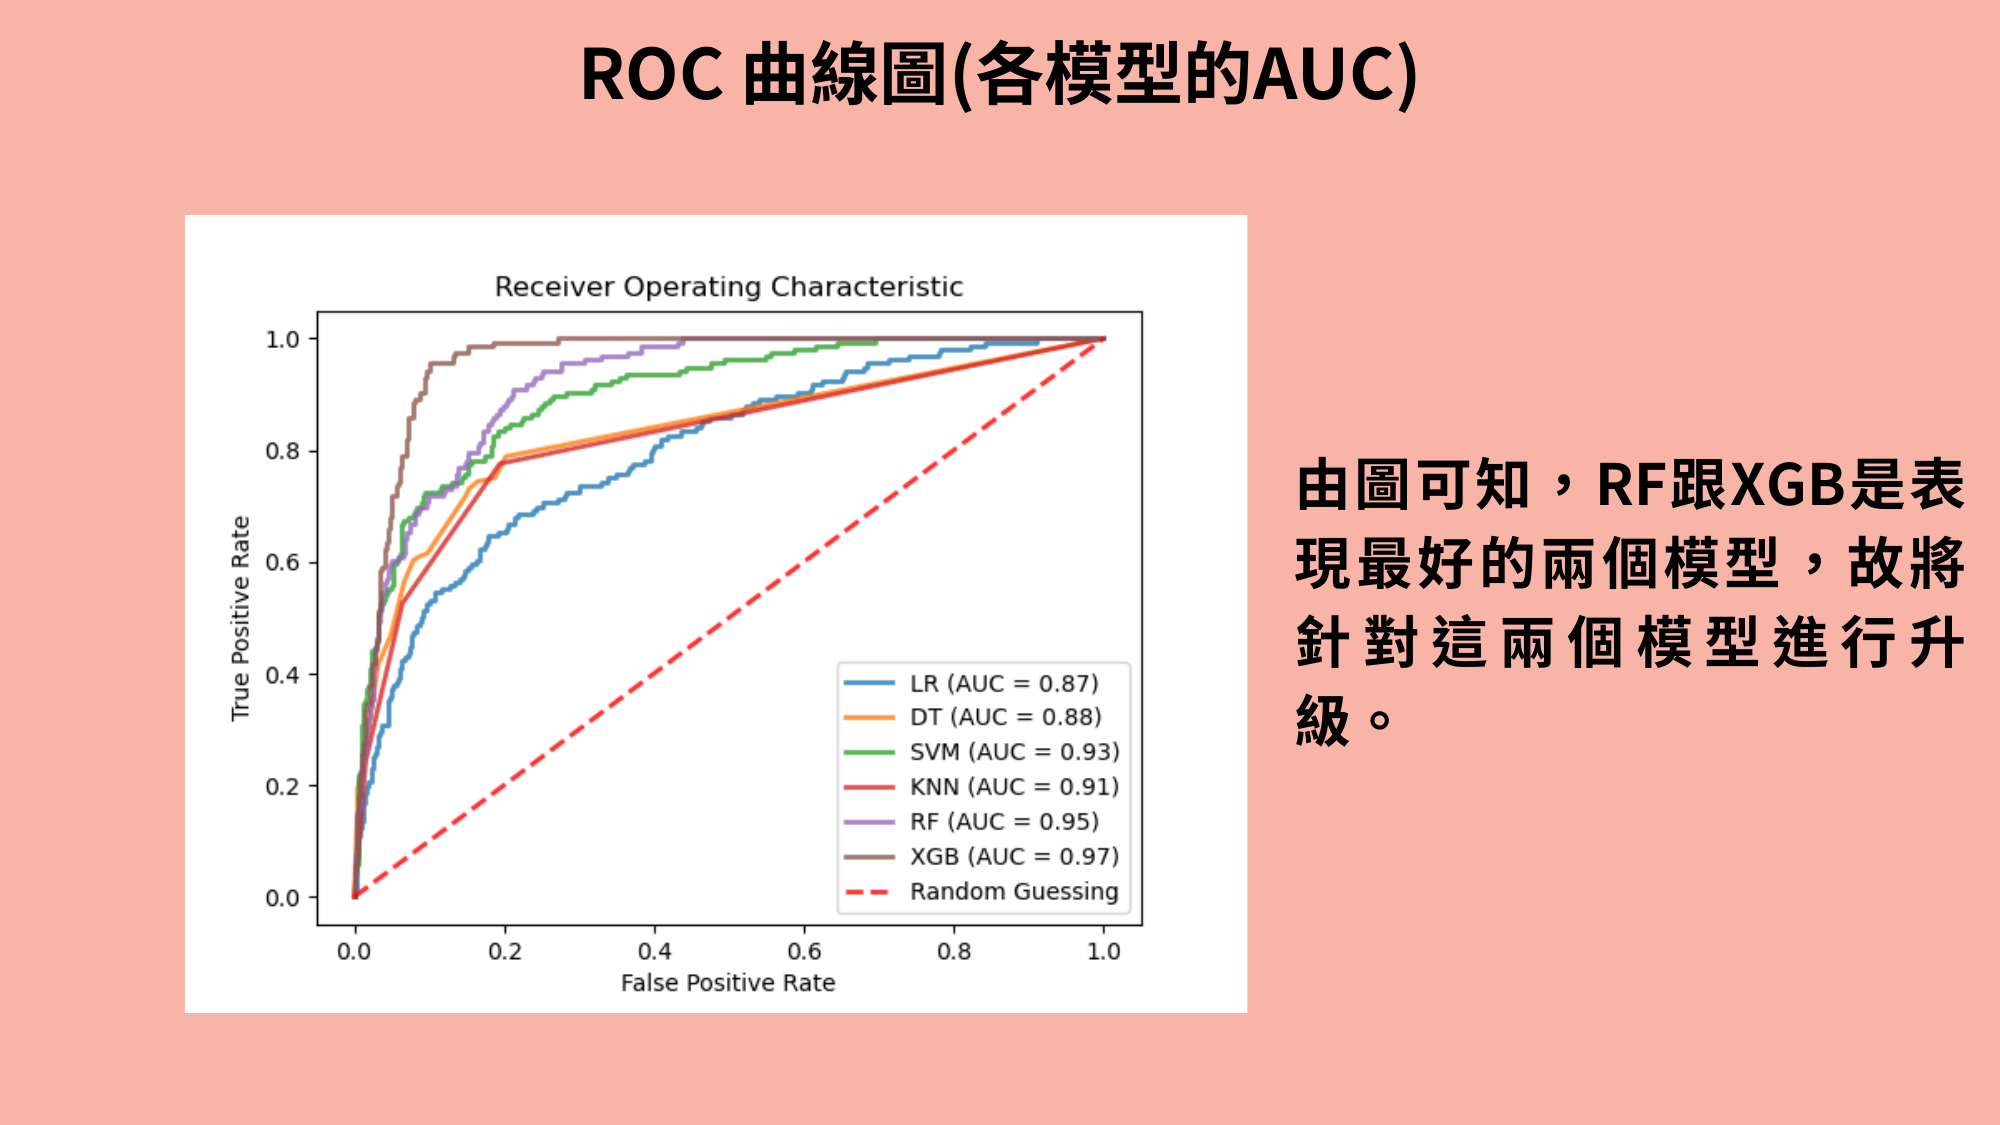 ROC 曲線圖(各模型的AUC)
Receiver Operating Characteristic
True Positive Rate
1.0
0.8
0.6
0.4
0.2
0.0
0.0 0.2 0.4 0.6 0.8 1.0
False Positive Rate
LR (AUC = 0.87)
DT (AUC = 0.88)
SVM (AUC = 0.93)
KNN (AUC = 0.91)
RF (AUC = 0.95)
XGB (AUC = 0.97)
Random Guessing
由圖可知，RF跟XGB是表
現最好的兩個模型，故將
針對這兩個模型進行升
級。